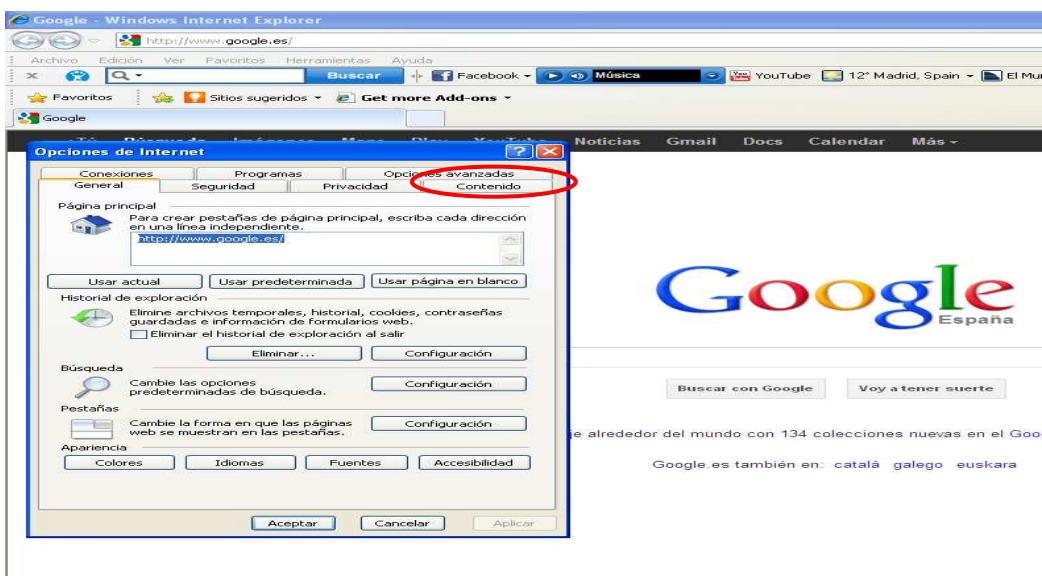 Google - Windows Internet Explorer
http://www.google.es/
Archivo Edición Ver Favoritos Herramientas Ayuda
Buscar Facebook Música You Tube YouTube 12° Madrid, Spain El Mu
Favoritos Sitios sugeridos Get more Add-ons
Google
Noticias Gmail Docs Calendar Más
Opciones de Internet
Conexiones Programas Opciones avanzadas
General Seguridad Privacidad Contenido
Página principal
Para crear pestañas de página principal, escriba cada dirección
en una línea independiente.
http://www.google.es/
Usar actual Usar predeterminada Usar página en blanco
Historial de exploración
Elimine archivos temporales, historial, cookies, contraseñas
guardadas e información de formularios web.
Eliminar el historial de exploración al salir
Eliminar... Configuración
Búsqueda
Cambie las opciones
predeterminadas de búsqueda.
Configuración
Pestañas
Cambie la forma en que las páginas
web se muestran en las pestañas.
Configuración
Apariencia
Colores Idiomas Fuentes Accesibilidad
Aceptar Cancelar Aplicar
Google
España
Buscar con Google Voy a tener suerte
je alrededor del mundo con 134 colecciones nuevas en el Goo
Google.es también en: català galego euskara